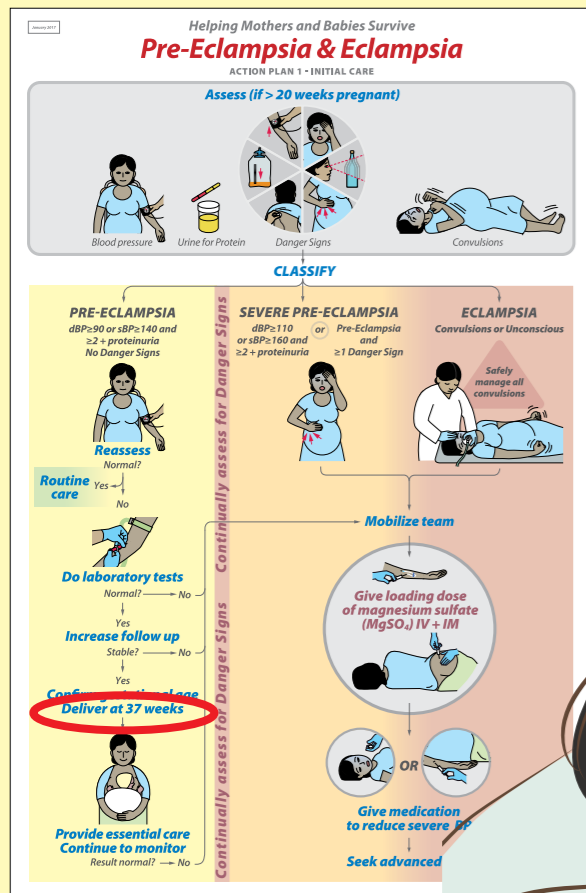 January 2017
Helping Mothers and Babies Survive
Pre-Eclampsia & Eclampsia
ACTION PLAN 1 - INITIAL CARE
Assess (if > 20 weeks pregnant)
Blood pressure
Urine for Protein
Danger Signs
Convulsions
CLASSIFY
PRE-ECLAMPSIA
dBP≥90 or sBP≥140 and
≥2 + proteinuria
No Danger Signs
Reassess
Normal?
Routine
care
Yes
No
Do laboratory tests
Normal?
No
Yes
Increase follow up
Stable?
No
Yes
Deliver at 37 weeks
Provide essential care
Continue to monitor
Result normal?
No
Continually assess for Danger Signs
Continually assess for Danger Signs
SEVERE PRE-ECLAMPSIA
dBP≥110
or sBP≥160 and
≥2 + proteinuria
or
Pre-Eclampsia
and
≥1 Danger Sign
ECLAMPSIA
Convulsions or Unconscious
Safely
manage all
convulsions
Mobilize team
Give loading dose
of magnesium sulfate
(MgSO₄) IV + IM
OR
Give medication
to reduce severe BP
Seek advanced